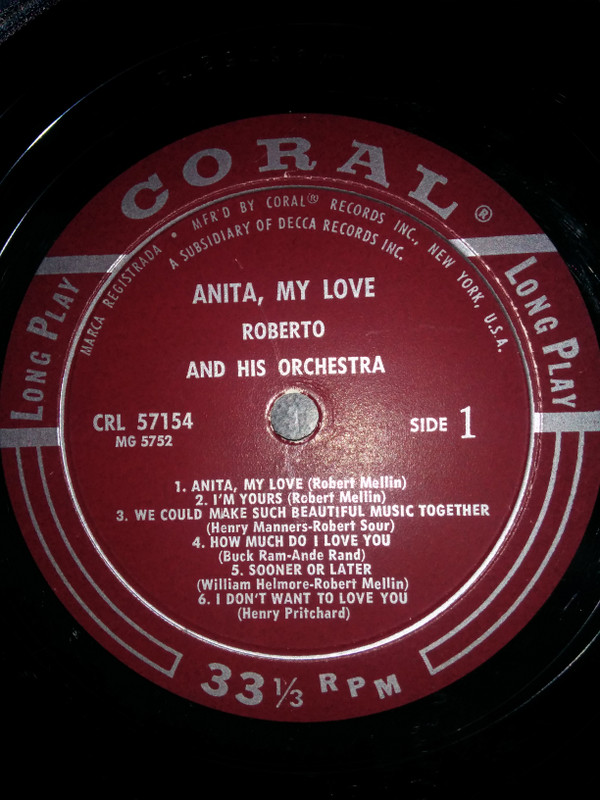 CORAL®
MARCA REGISTRADA • MFR'D BY CORAL® RECORDS INC., NEW YORK, U.S.A.
A SUBSIDIARY OF DECCA RECORDS INC.
LONG PLAY
LONG PLAY
ANITA, MY LOVE
ROBERTO
AND HIS ORCHESTRA
CRL 57154
MG 5752
SIDE 1
1. ANITA, MY LOVE (Robert Mellin)
2. I'M YOURS (Robert Mellin)
3. WE COULD MAKE SUCH BEAUTIFUL MUSIC TOGETHER
(Henry Manners-Robert Sour)
4. HOW MUCH DO I LOVE YOU
(Buck Ram-Ande Rand)
5. SOONER OR LATER
(William Helmore-Robert Mellin)
6. I DON'T WANT TO LOVE YOU
(Henry Pritchard)
33 1/3 RPM